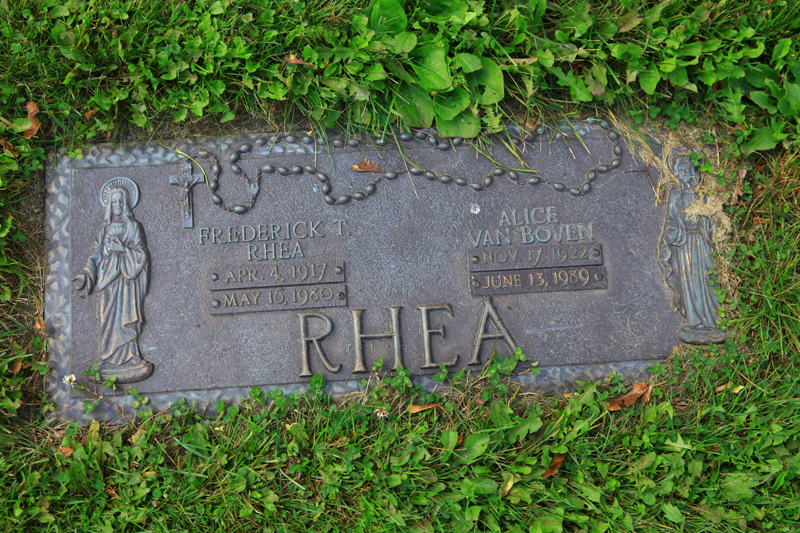 FREDERICK T.
RHEA
APR. 4, 1917
MAY 16, 1980
ALICE
VAN BOVEN
NOV. 17, 1922
JUNE 13, 1989
RHEA